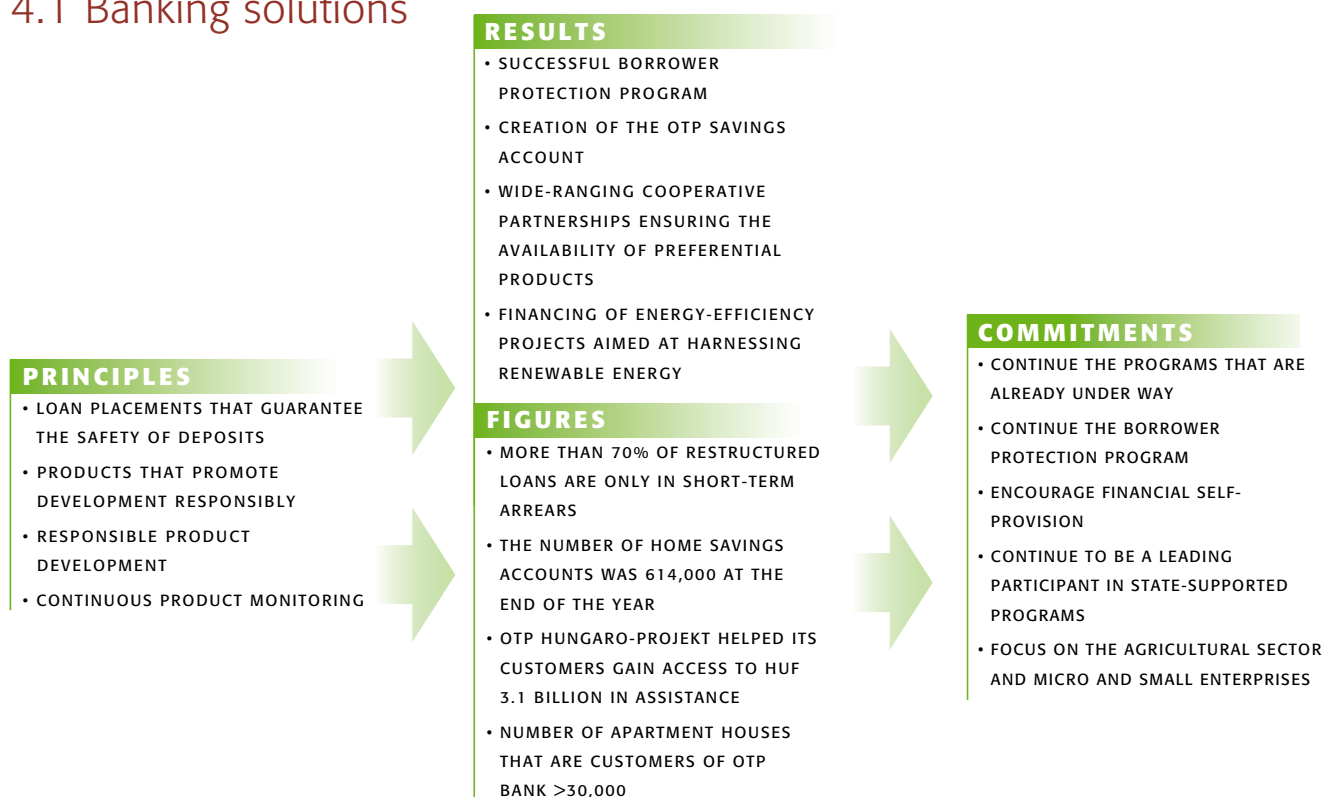 4.1 Banking solutions
PRINCIPLES
• LOAN PLACEMENTS THAT GUARANTEE
THE SAFETY OF DEPOSITS
• PRODUCTS THAT PROMOTE
DEVELOPMENT RESPONSIBLY
• RESPONSIBLE PRODUCT
DEVELOPMENT
• CONTINUOUS PRODUCT MONITORING
RESULTS
• SUCCESSFUL BORROWER
PROTECTION PROGRAM
• CREATION OF THE OTP SAVINGS
ACCOUNT
• WIDE-RANGING COOPERATIVE
PARTNERSHIPS ENSURING THE
AVAILABILITY OF PREFERENTIAL
PRODUCTS
• FINANCING OF ENERGY-EFFICIENCY
PROJECTS AIMED AT HARNESSING
RENEWABLE ENERGY
FIGURES
• MORE THAN 70% OF RESTRUCTURED
LOANS ARE ONLY IN SHORT-TERM
ARREARS
• THE NUMBER OF HOME SAVINGS
ACCOUNTS WAS 614,000 AT THE
END OF THE YEAR
• OTP HUNGARO-PROJEKT HELPED ITS
CUSTOMERS GAIN ACCESS TO HUF
3.1 BILLION IN ASSISTANCE
• NUMBER OF APARTMENT HOUSES
THAT ARE CUSTOMERS OF OTP
BANK >30,000
COMMITMENTS
• CONTINUE THE PROGRAMS THAT ARE
ALREADY UNDER WAY
• CONTINUE THE BORROWER
PROTECTION PROGRAM
• ENCOURAGE FINANCIAL SELF-
PROVISION
• CONTINUE TO BE A LEADING
PARTICIPANT IN STATE-SUPPORTED
PROGRAMS
• FOCUS ON THE AGRICULTURAL SECTOR
AND MICRO AND SMALL ENTERPRISES